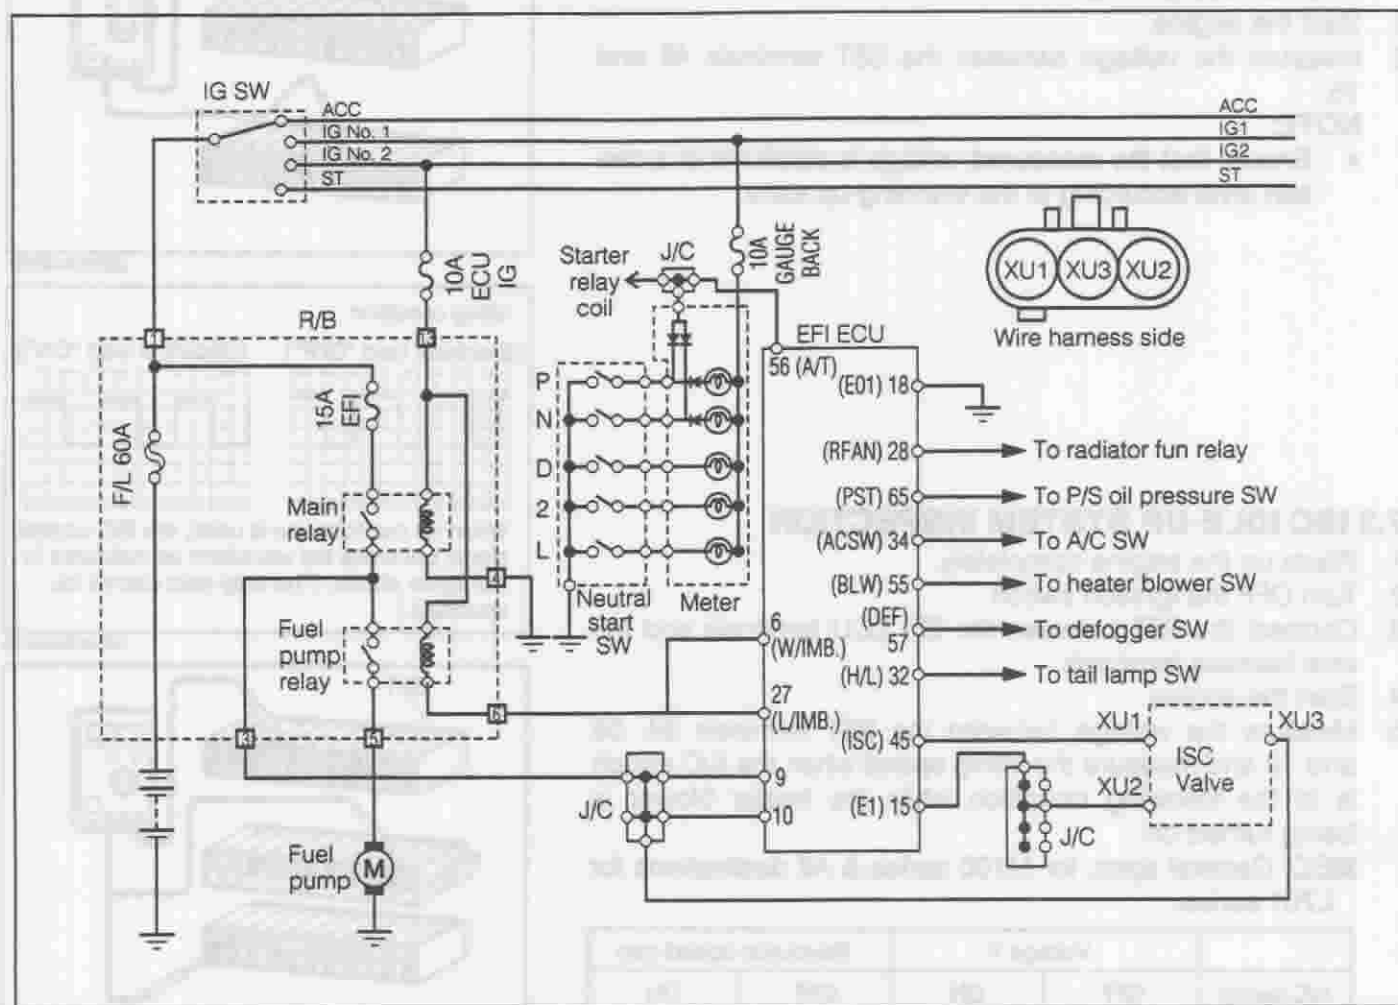 IG SW
ACC
IG No. 1
IG No. 2
ST
ACC
IG1
IG2
ST
10A
ECU
IG
10A
GAUGE
BACK
Starter
relay
coil
J/C
XU1 XU3 XU2
Wire harness side
R/B
1
F/L 60A
15A
EFI
Main
relay
4
Fuel
pump
relay
6
3
5
Fuel
pump
M
P
N
D
2
L
Neutral
start
SW
Meter
EFI ECU
56 (A/T)
(E01) 18
(RFAN) 28
To radiator fun relay
(PST) 65
To P/S oil pressure SW
(ACSW) 34
To A/C SW
(BLW) 55
To heater blower SW
(DEF)
57
To defogger SW
(H/L) 32
To tail lamp SW
6
(W/IMB.)
27
(L/IMB.)
(ISC) 45
9
10
(E1) 15
J/C
XU1
XU2
XU3
ISC
Valve
J/C